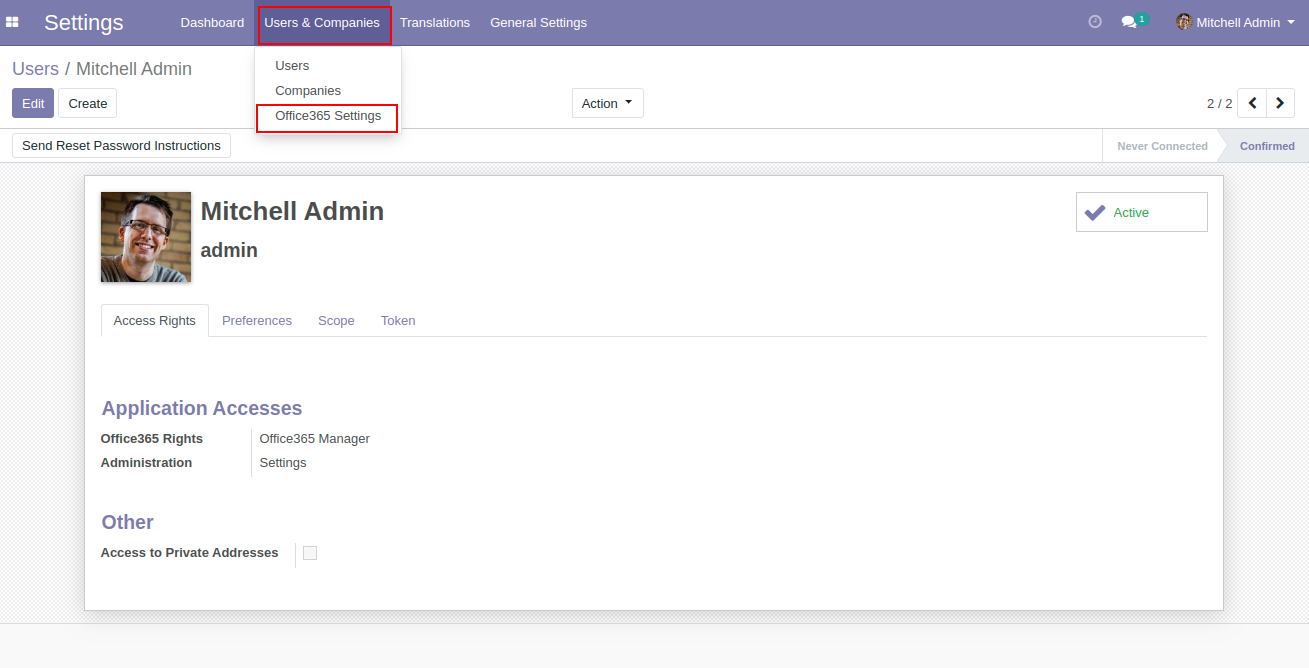 Settings Dashboard Users & Companies Translations General Settings 1 Mitchell Admin
Users / Mitchell Admin
Users
Companies
Office365 Settings
Edit Create Action 2 / 2
Send Reset Password Instructions Never Connected Confirmed
Mitchell Admin
Active
admin
Access Rights Preferences Scope Token
Application Accesses
Office365 Rights Office365 Manager
Administration Settings
Other
Access to Private Addresses